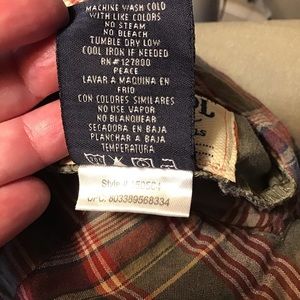 MACHINE WASH COLD
WITH LIKE COLORS
NO STEAM
NO BLEACH
TUMBLE DRY LOW
COOL IRON IF NEEDED
RN# 127800
PEACE
LAVAR A MAQUINA EN
FRIO
CON COLORES SIMILARES
NO USE VAPOR
NO BLANQUEAR
SECADORA EN BAJA
PLANCHAR A BAJA
TEMPERATURA
Style #
UPC: 603389568334